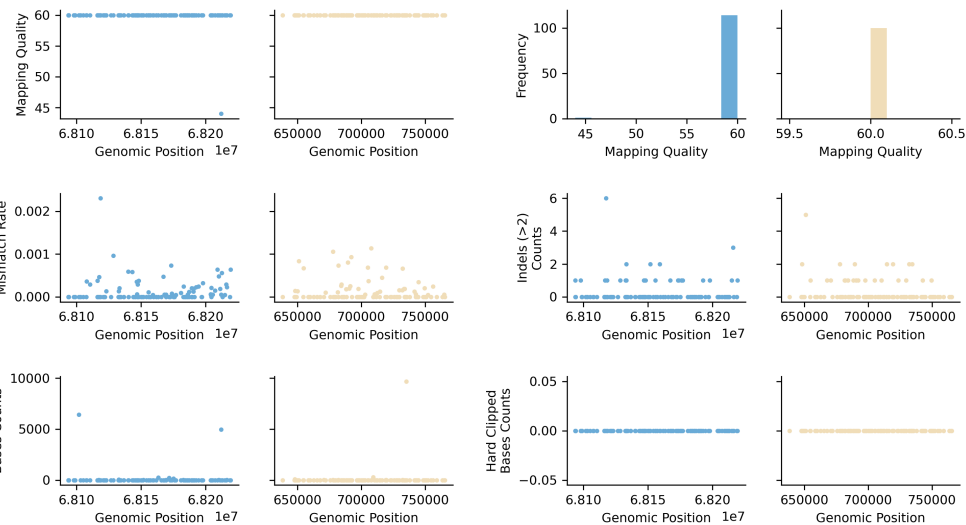 Mapping Quality
60
55
50
45
6.810 6.815 6.820
1e7
Genomic Position
650000 700000 750000
Genomic Position
Frequency
100
50
0
45 50 55 60
Mapping Quality
59.5 60.0 60.5
Mapping Quality
Mismatch Rate
0.002
0.001
0.000
6.810 6.815 6.820
1e7
Genomic Position
650000 700000 750000
Genomic Position
Indels (>2)
Counts
6
4
2
0
6.810 6.815 6.820
1e7
Genomic Position
650000 700000 750000
Genomic Position
10000
5000
0
6.810 6.815 6.820
1e7
Genomic Position
650000 700000 750000
Genomic Position
Hard Clipped
Bases Counts
0.05
0.00
−0.05
6.810 6.815 6.820
1e7
Genomic Position
650000 700000 750000
Genomic Position